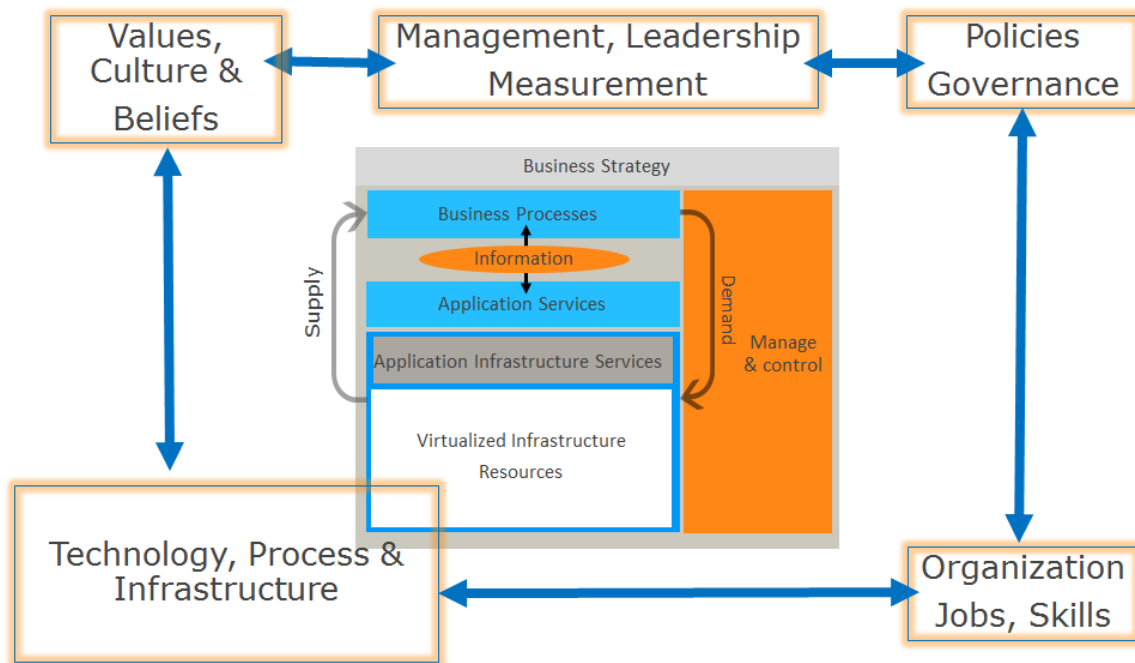 Values,
Culture &
Beliefs
Management, Leadership
Measurement
Policies
Governance
Business Strategy
Business Processes
Information
Application Services
Supply
Demand
Application Infrastructure Services
Manage
& control
Virtualized Infrastructure
Resources
Technology, Process &
Infrastructure
Organization
Jobs, Skills